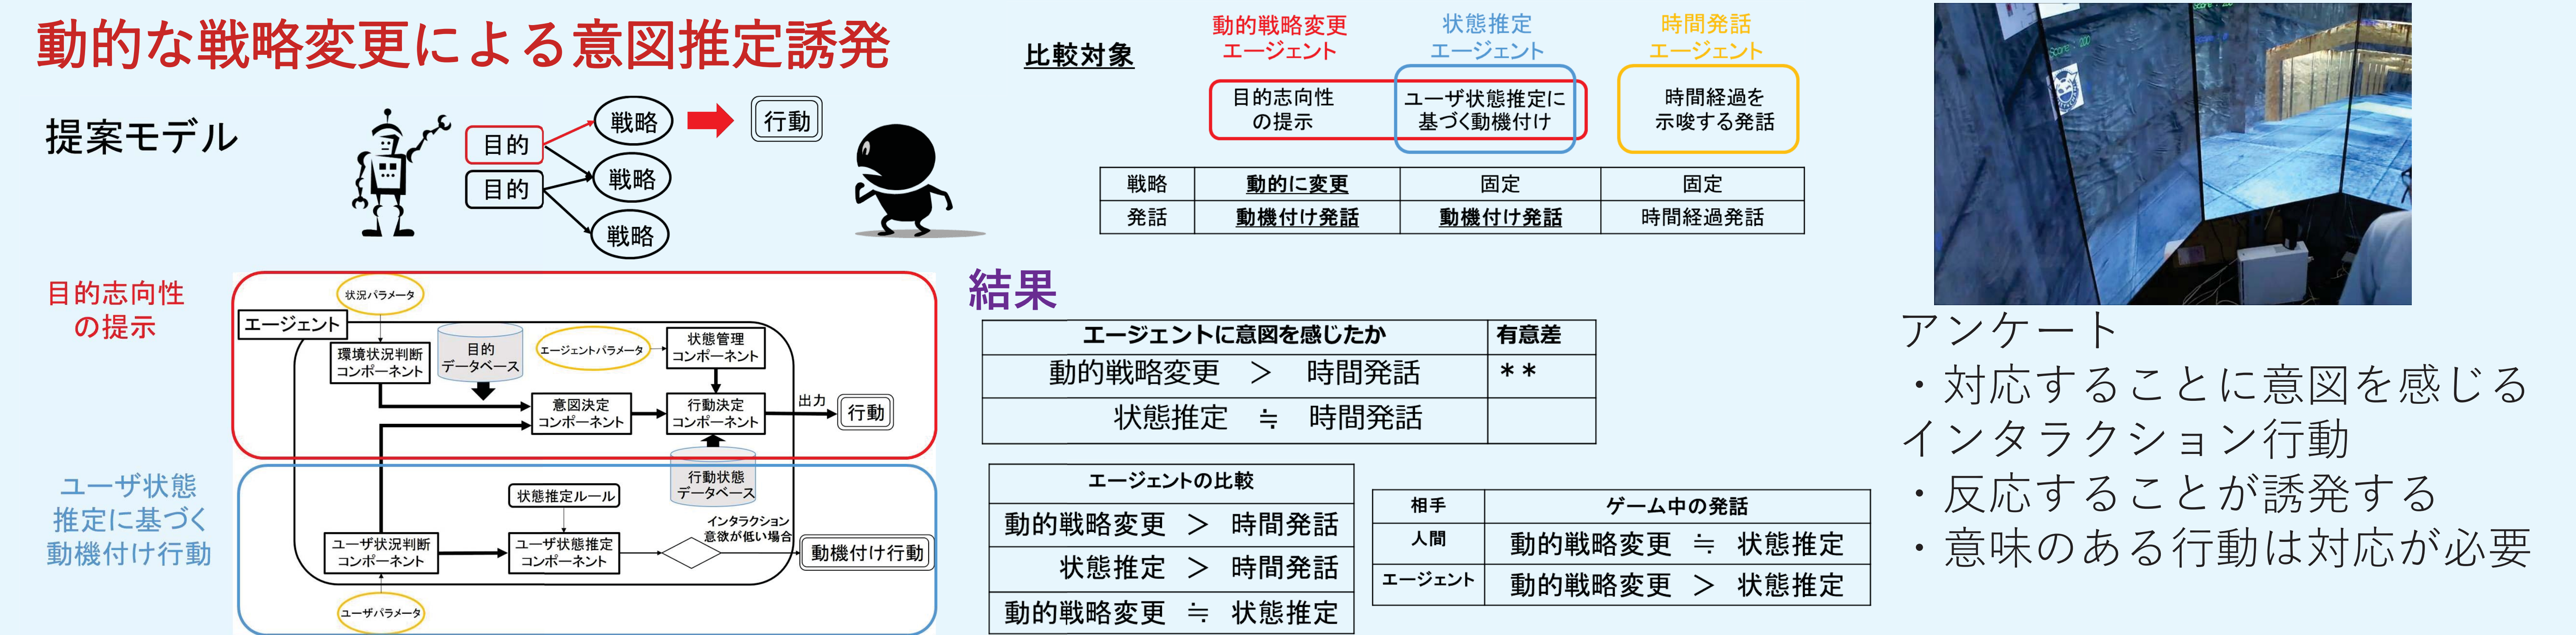 動的な戦略変更による意図推定誘発
提案モデル
目的
目的
戦略
戦略
戦略
行動
比較対象
動的戦略変更
エージェント
状態推定
エージェント
時間発話
エージェント
目的志向性
の提示
ユーザ状態推定に
基づく動機付け
時間経過を
示唆する発話
戦略 動的に変更 固定 固定
発話 動機付け発話 動機付け発話 時間経過発話
目的志向性
の提示
状況パラメータ
エージェント
環境状況判断
コンポーネント
目的
データベース
エージェントパラメータ
状態管理
コンポーネント
意図決定
コンポーネント
行動決定
コンポーネント
出力
行動
ユーザ状態
推定に基づく
動機付け行動
行動状態
データベース
状態推定ルール
ユーザ状況判断
コンポーネント
ユーザ状態推定
コンポーネント
インタラクション
意欲が低い場合
動機付け行動
ユーザパラメータ
結果
エージェントに意図を感じたか 有意差
動的戦略変更 ＞ 時間発話 **
状態推定 ≒ 時間発話
エージェントの比較
動的戦略変更 ＞ 時間発話
状態推定 ＞ 時間発話
動的戦略変更 ≒ 状態推定
相手 ゲーム中の発話
人間 動的戦略変更 ≒ 状態推定
エージェント 動的戦略変更 ＞ 状態推定
アンケート
・対応することに意図を感じる
インタラクション行動
・反応することが誘発する
・意味のある行動は対応が必要